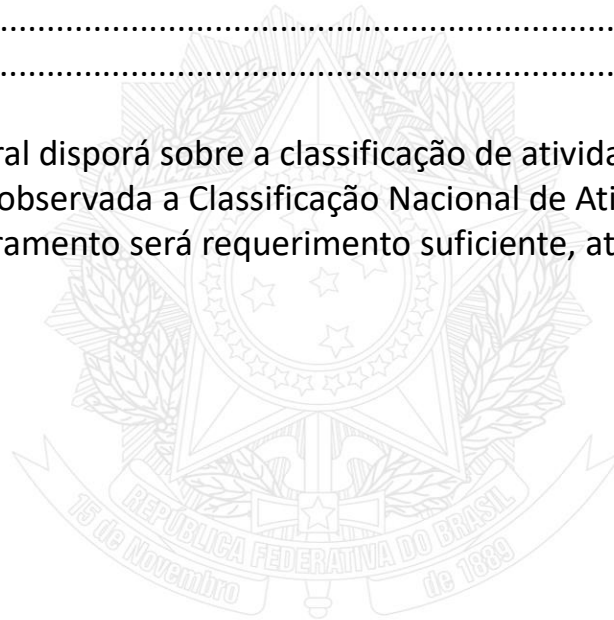 ................................................................................
................................................................................
ral disporá sobre a classificação de ativida
observada a Classificação Nacional de Ati
ramento será requerimento suficiente, at
REPÚBLICA FEDERATIVA DO BRASIL
15 de Novembro
de 1889